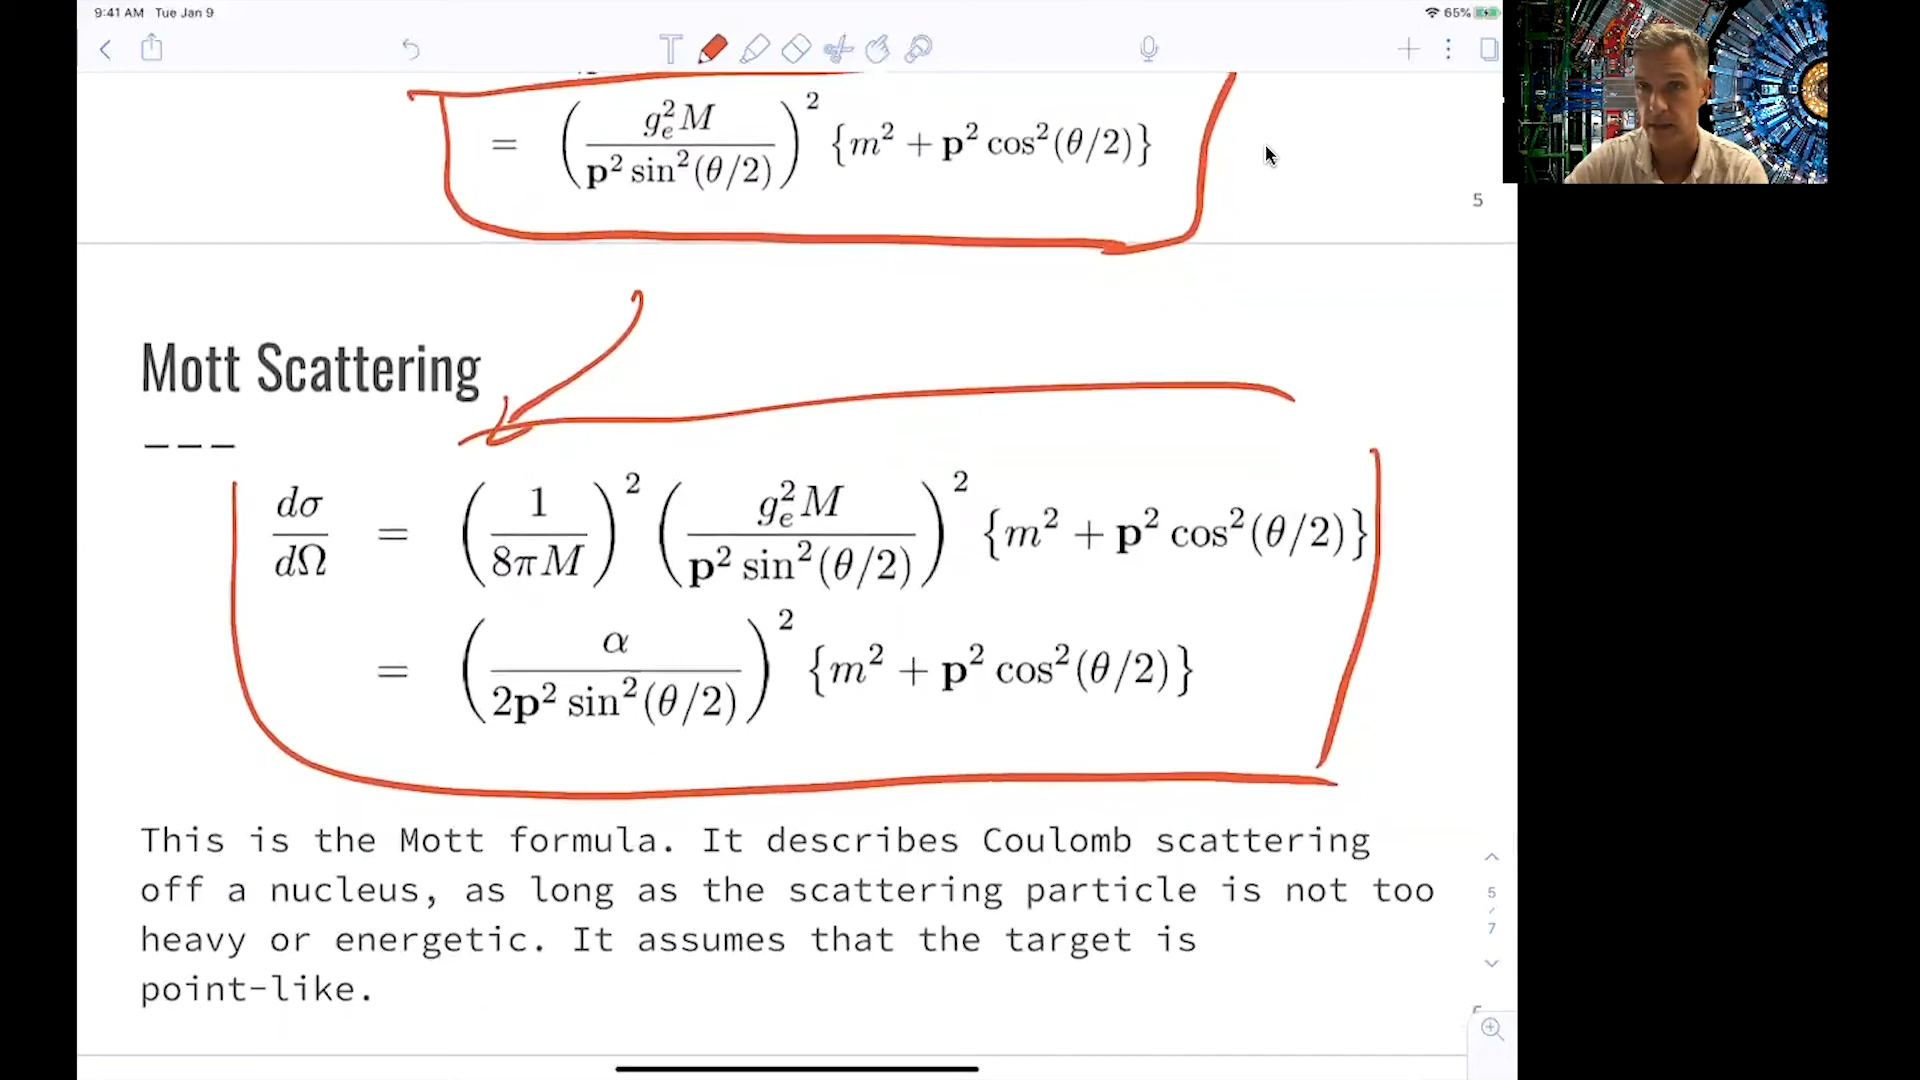 9:41 AM Tue Jan 9
65%
T
= ( g_e^2 M / p^2 sin^2(θ/2) )^2 {m^2 + p^2 cos^2(θ/2)}
5
Mott Scattering
dσ/dΩ = ( 1 / 8πM )^2 ( g_e^2 M / p^2 sin^2(θ/2) )^2 {m^2 + p^2 cos^2(θ/2)}
= ( α / 2p^2 sin^2(θ/2) )^2 {m^2 + p^2 cos^2(θ/2)}
This is the Mott formula. It describes Coulomb scattering
off a nucleus, as long as the scattering particle is not too
heavy or energetic. It assumes that the target is
point-like.
5
/
7